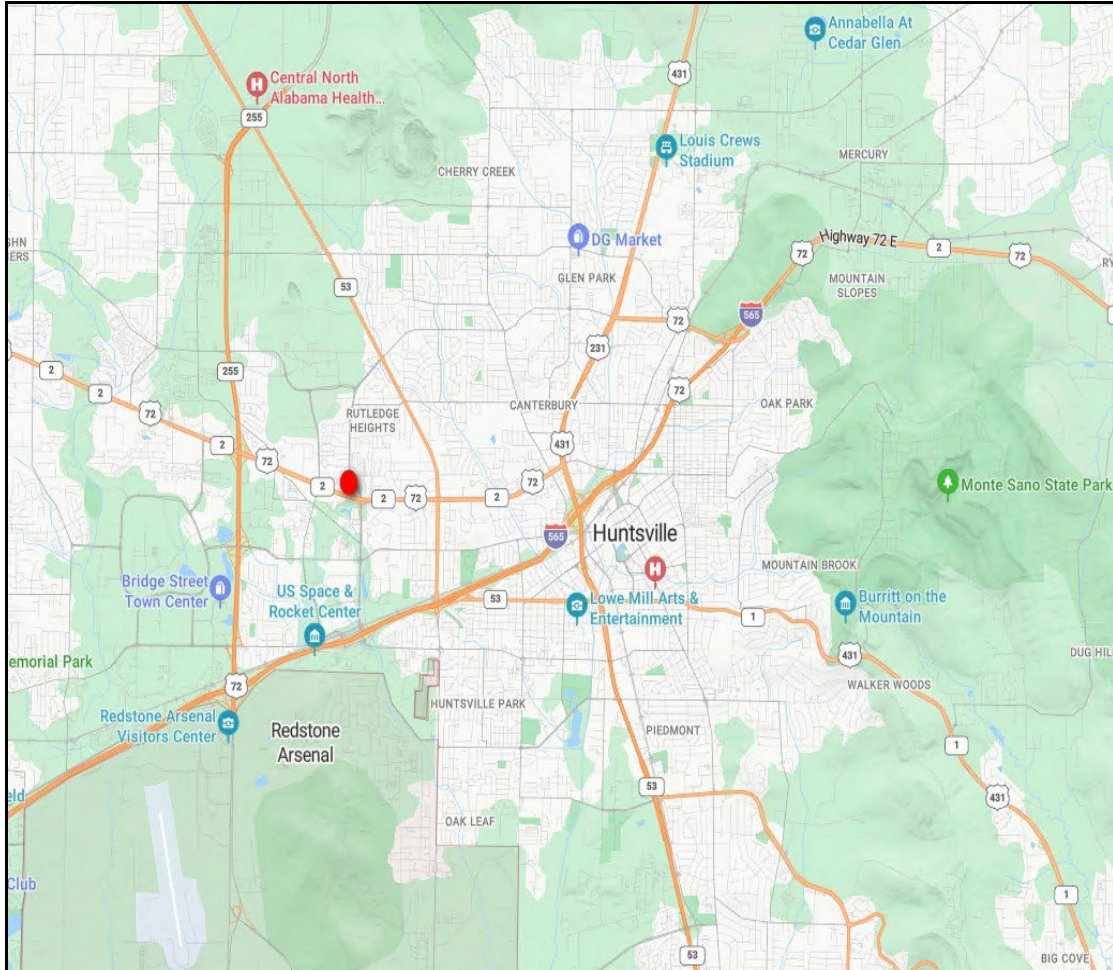 Annabella At
Cedar Glen
Central North
Alabama Health...
431
255
Louis Crews
Stadium
CHERRY CREEK
MERCURY
DG Market
Highway 72 E
2
72
72
GLEN PARK
MOUNTAIN
SLOPES
53
565
72
231
2
255
2
72
72
CANTERBURY
OAK PARK
RUTLEDGE
HEIGHTS
2
431
72
2
2
72
2
72
Monte Sano State Park
Huntsville
565
MOUNTAIN BROOK
Bridge Street
Town Center
US Space &
Rocket Center
53
Lowe Mill Arts &
Entertainment
1
Burritt on the
Mountain
431
emorial Park
DUG HILL
72
WALKER WOODS
HUNTSVILLE PARK
Redstone Arsenal
Visitors Center
Redstone
Arsenal
PIEDMONT
1
53
431
eld
OAK LEAF
Club
1
53
BIG COVE